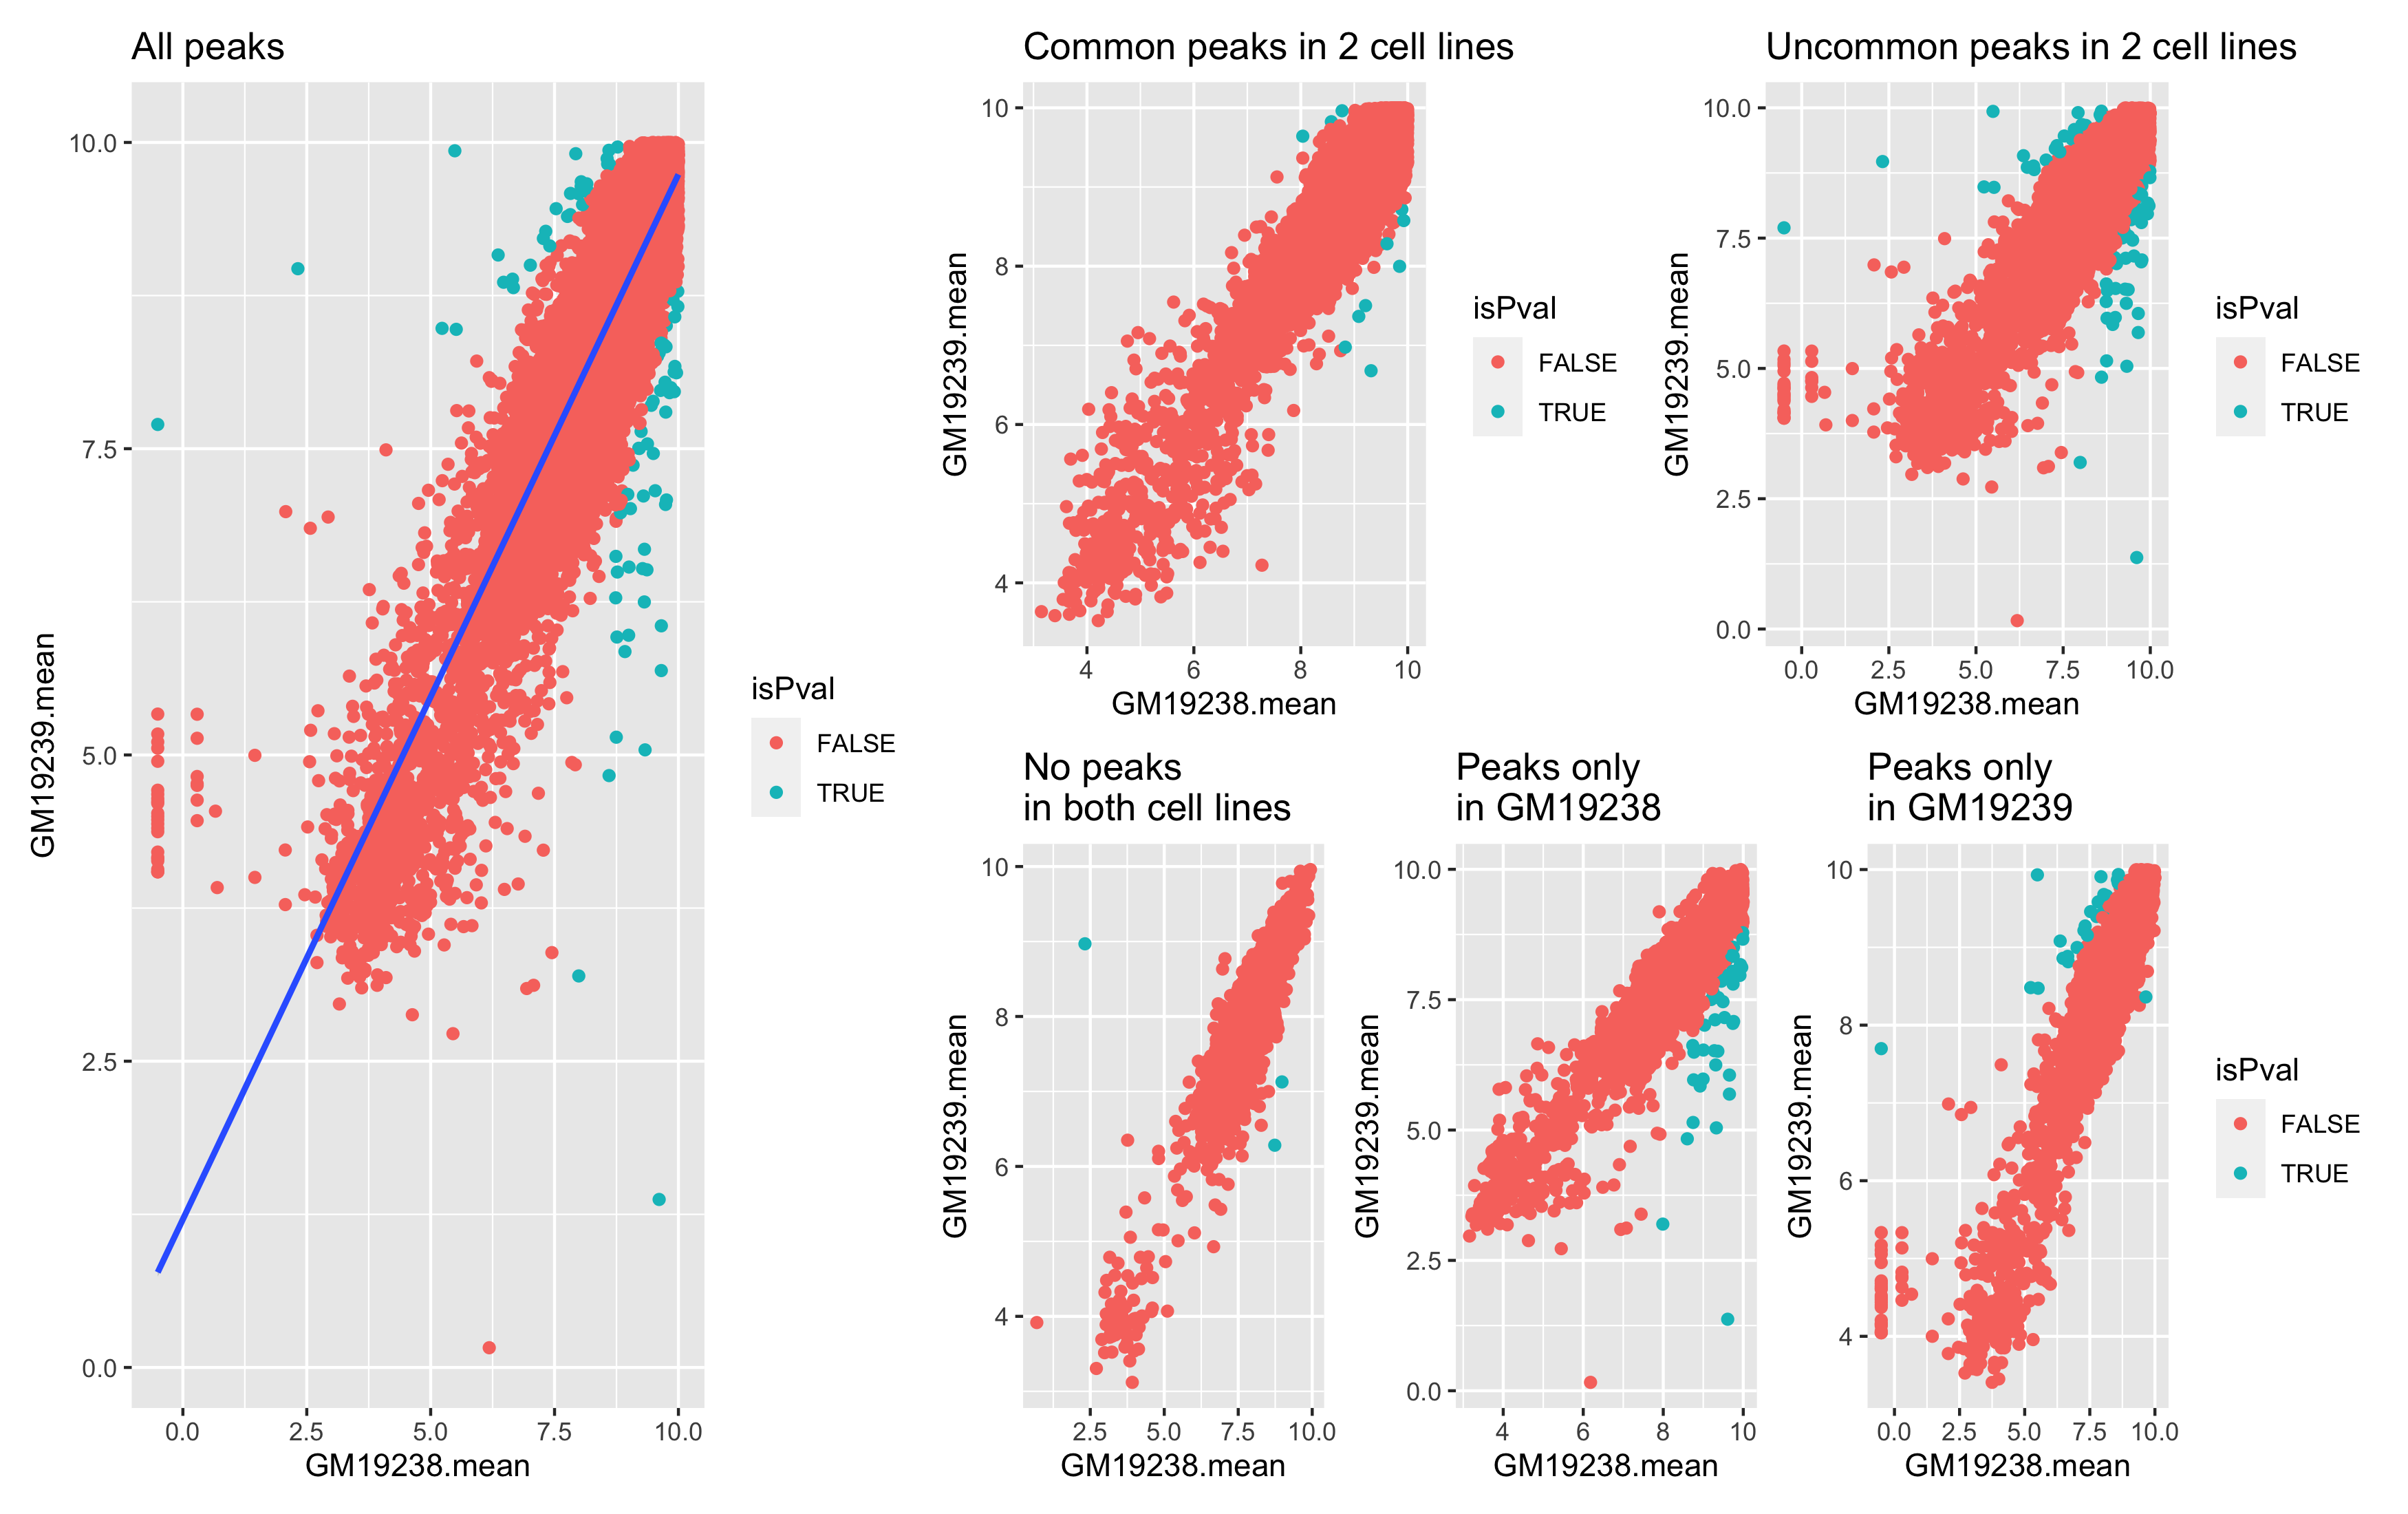 All peaks
10.0
7.5
5.0
2.5
0.0
GM19239.mean
0.0 2.5 5.0 7.5 10.0
GM19238.mean
isPval
FALSE
TRUE
Common peaks in 2 cell lines
10
8
6
4
GM19239.mean
4 6 8 10
GM19238.mean
isPval
FALSE
TRUE
Uncommon peaks in 2 cell lines
10.0
7.5
5.0
2.5
0.0
GM19239.mean
0.0 2.5 5.0 7.5 10.0
GM19238.mean
isPval
FALSE
TRUE
No peaks
in both cell lines
10
8
6
4
GM19239.mean
2.5 5.0 7.5 10.0
GM19238.mean
Peaks only
in GM19238
10.0
7.5
5.0
2.5
0.0
GM19239.mean
4 6 8 10
GM19238.mean
Peaks only
in GM19239
10
8
6
4
GM19239.mean
0.0 2.5 5.0 7.5 10.0
GM19238.mean
isPval
FALSE
TRUE